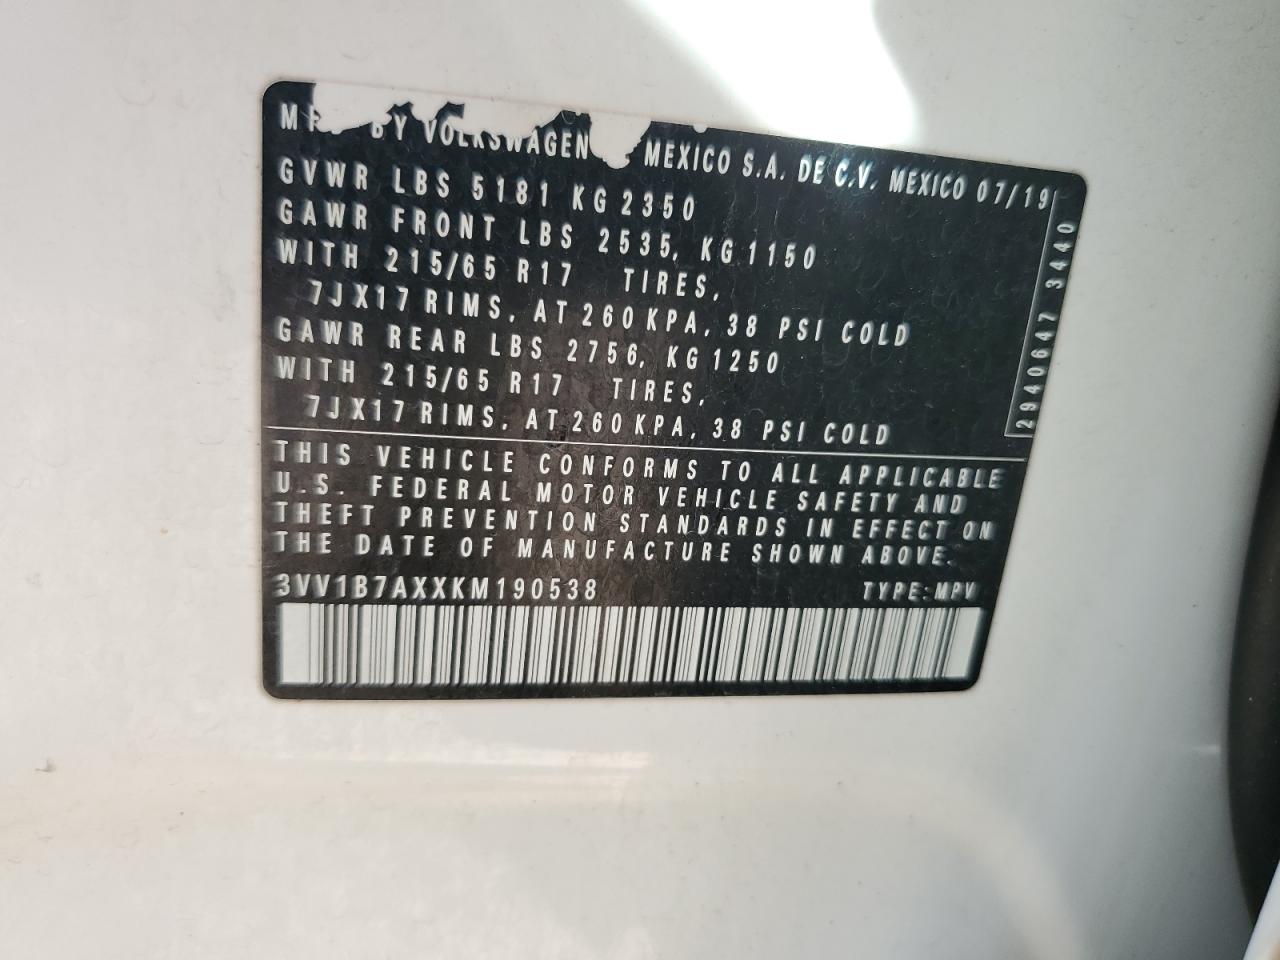 BY VOLKSWAGEN MEXICO S.A. DE C.V. MEXICO 07/19
GVWR LBS 5181 KG 2350
GAWR FRONT LBS 2535, KG 1150
WITH 215/65 R17 TIRES,
7JX17 RIMS, AT 260 KPA, 38 PSI COLD
GAWR REAR LBS 2756, KG 1250
WITH 215/65 R17 TIRES,
7JX17 RIMS, AT 260 KPA, 38 PSI COLD
2940647 3440
THIS VEHICLE CONFORMS TO ALL APPLICABLE
U.S. FEDERAL MOTOR VEHICLE SAFETY AND
THEFT PREVENTION STANDARDS IN EFFECT ON
THE DATE OF MANUFACTURE SHOWN ABOVE.
3VV1B7AXXKM190538 TYPE: MPV